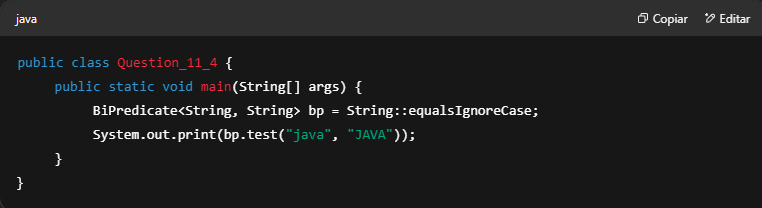 java Copiar Editar
public class Question_11_4 {
    public static void main(String[] args) {
        BiPredicate<String, String> bp = String::equalsIgnoreCase;
        System.out.print(bp.test("java", "JAVA"));
    }
}